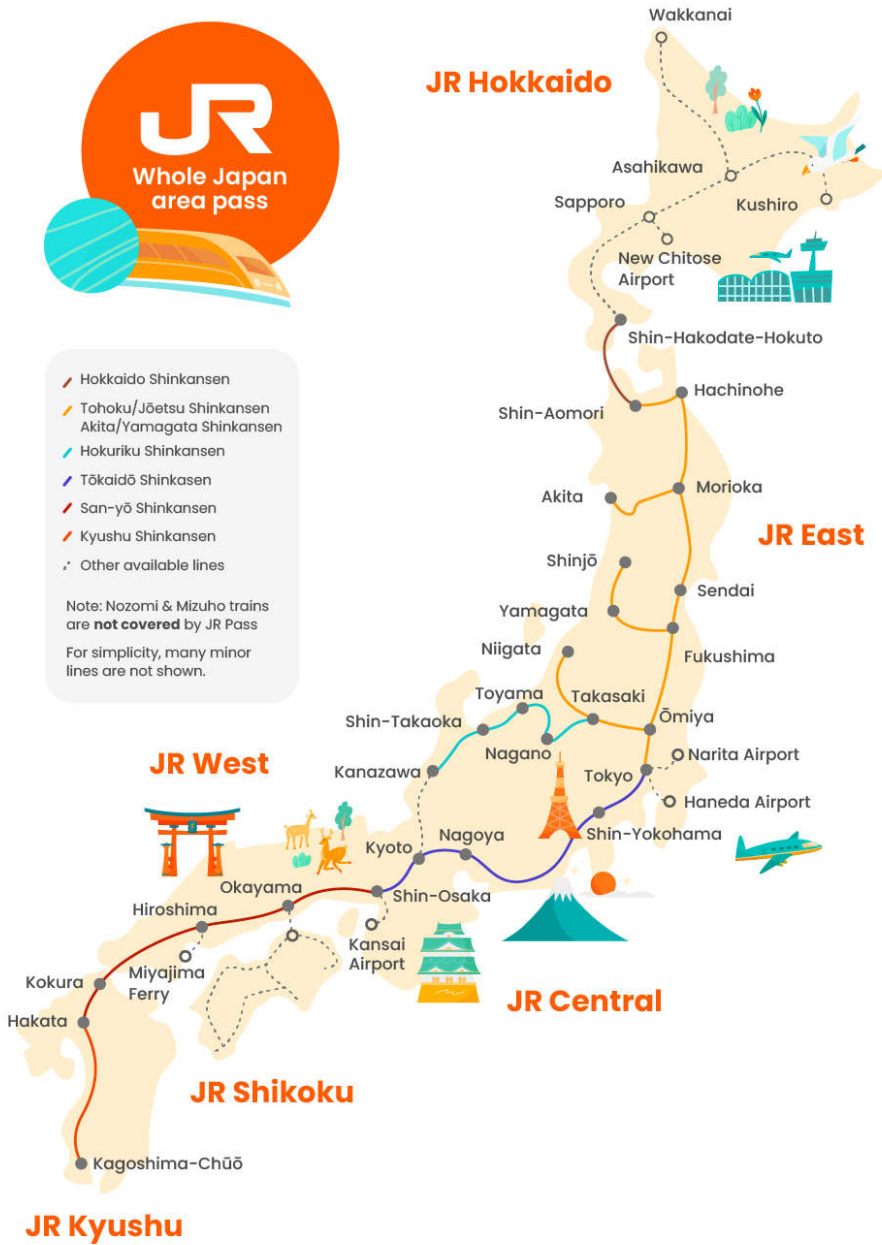 Wakkanai
JR Hokkaido
JR
Whole Japan
area pass
Asahikawa
Sapporo
Kushiro
New Chitose
Airport
Shin-Hakodate-Hokuto
Hokkaido Shinkansen
Tohoku/Jōetsu Shinkansen
Akita/Yamagata Shinkansen
Hokuriku Shinkansen
Tōkaidō Shinkasen
San-yō Shinkansen
Kyushu Shinkansen
Other available lines
Note: Nozomi & Mizuho trains
are not covered by JR Pass
For simplicity, many minor
lines are not shown.
Hachinohe
Shin-Aomori
Akita
Morioka
JR East
Shinjō
Sendai
Yamagata
Niigata
Fukushima
Toyama
Takasaki
Shin-Takaoka
Ōmiya
Nagano
Narita Airport
JR West
Kanazawa
Tokyo
Haneda Airport
Shin-Yokohama
Kyoto
Nagoya
Okayama
Shin-Osaka
Hiroshima
Kansai
Airport
Miyajima
Ferry
Kokura
JR Central
Hakata
JR Shikoku
Kagoshima-Chūō
JR Kyushu